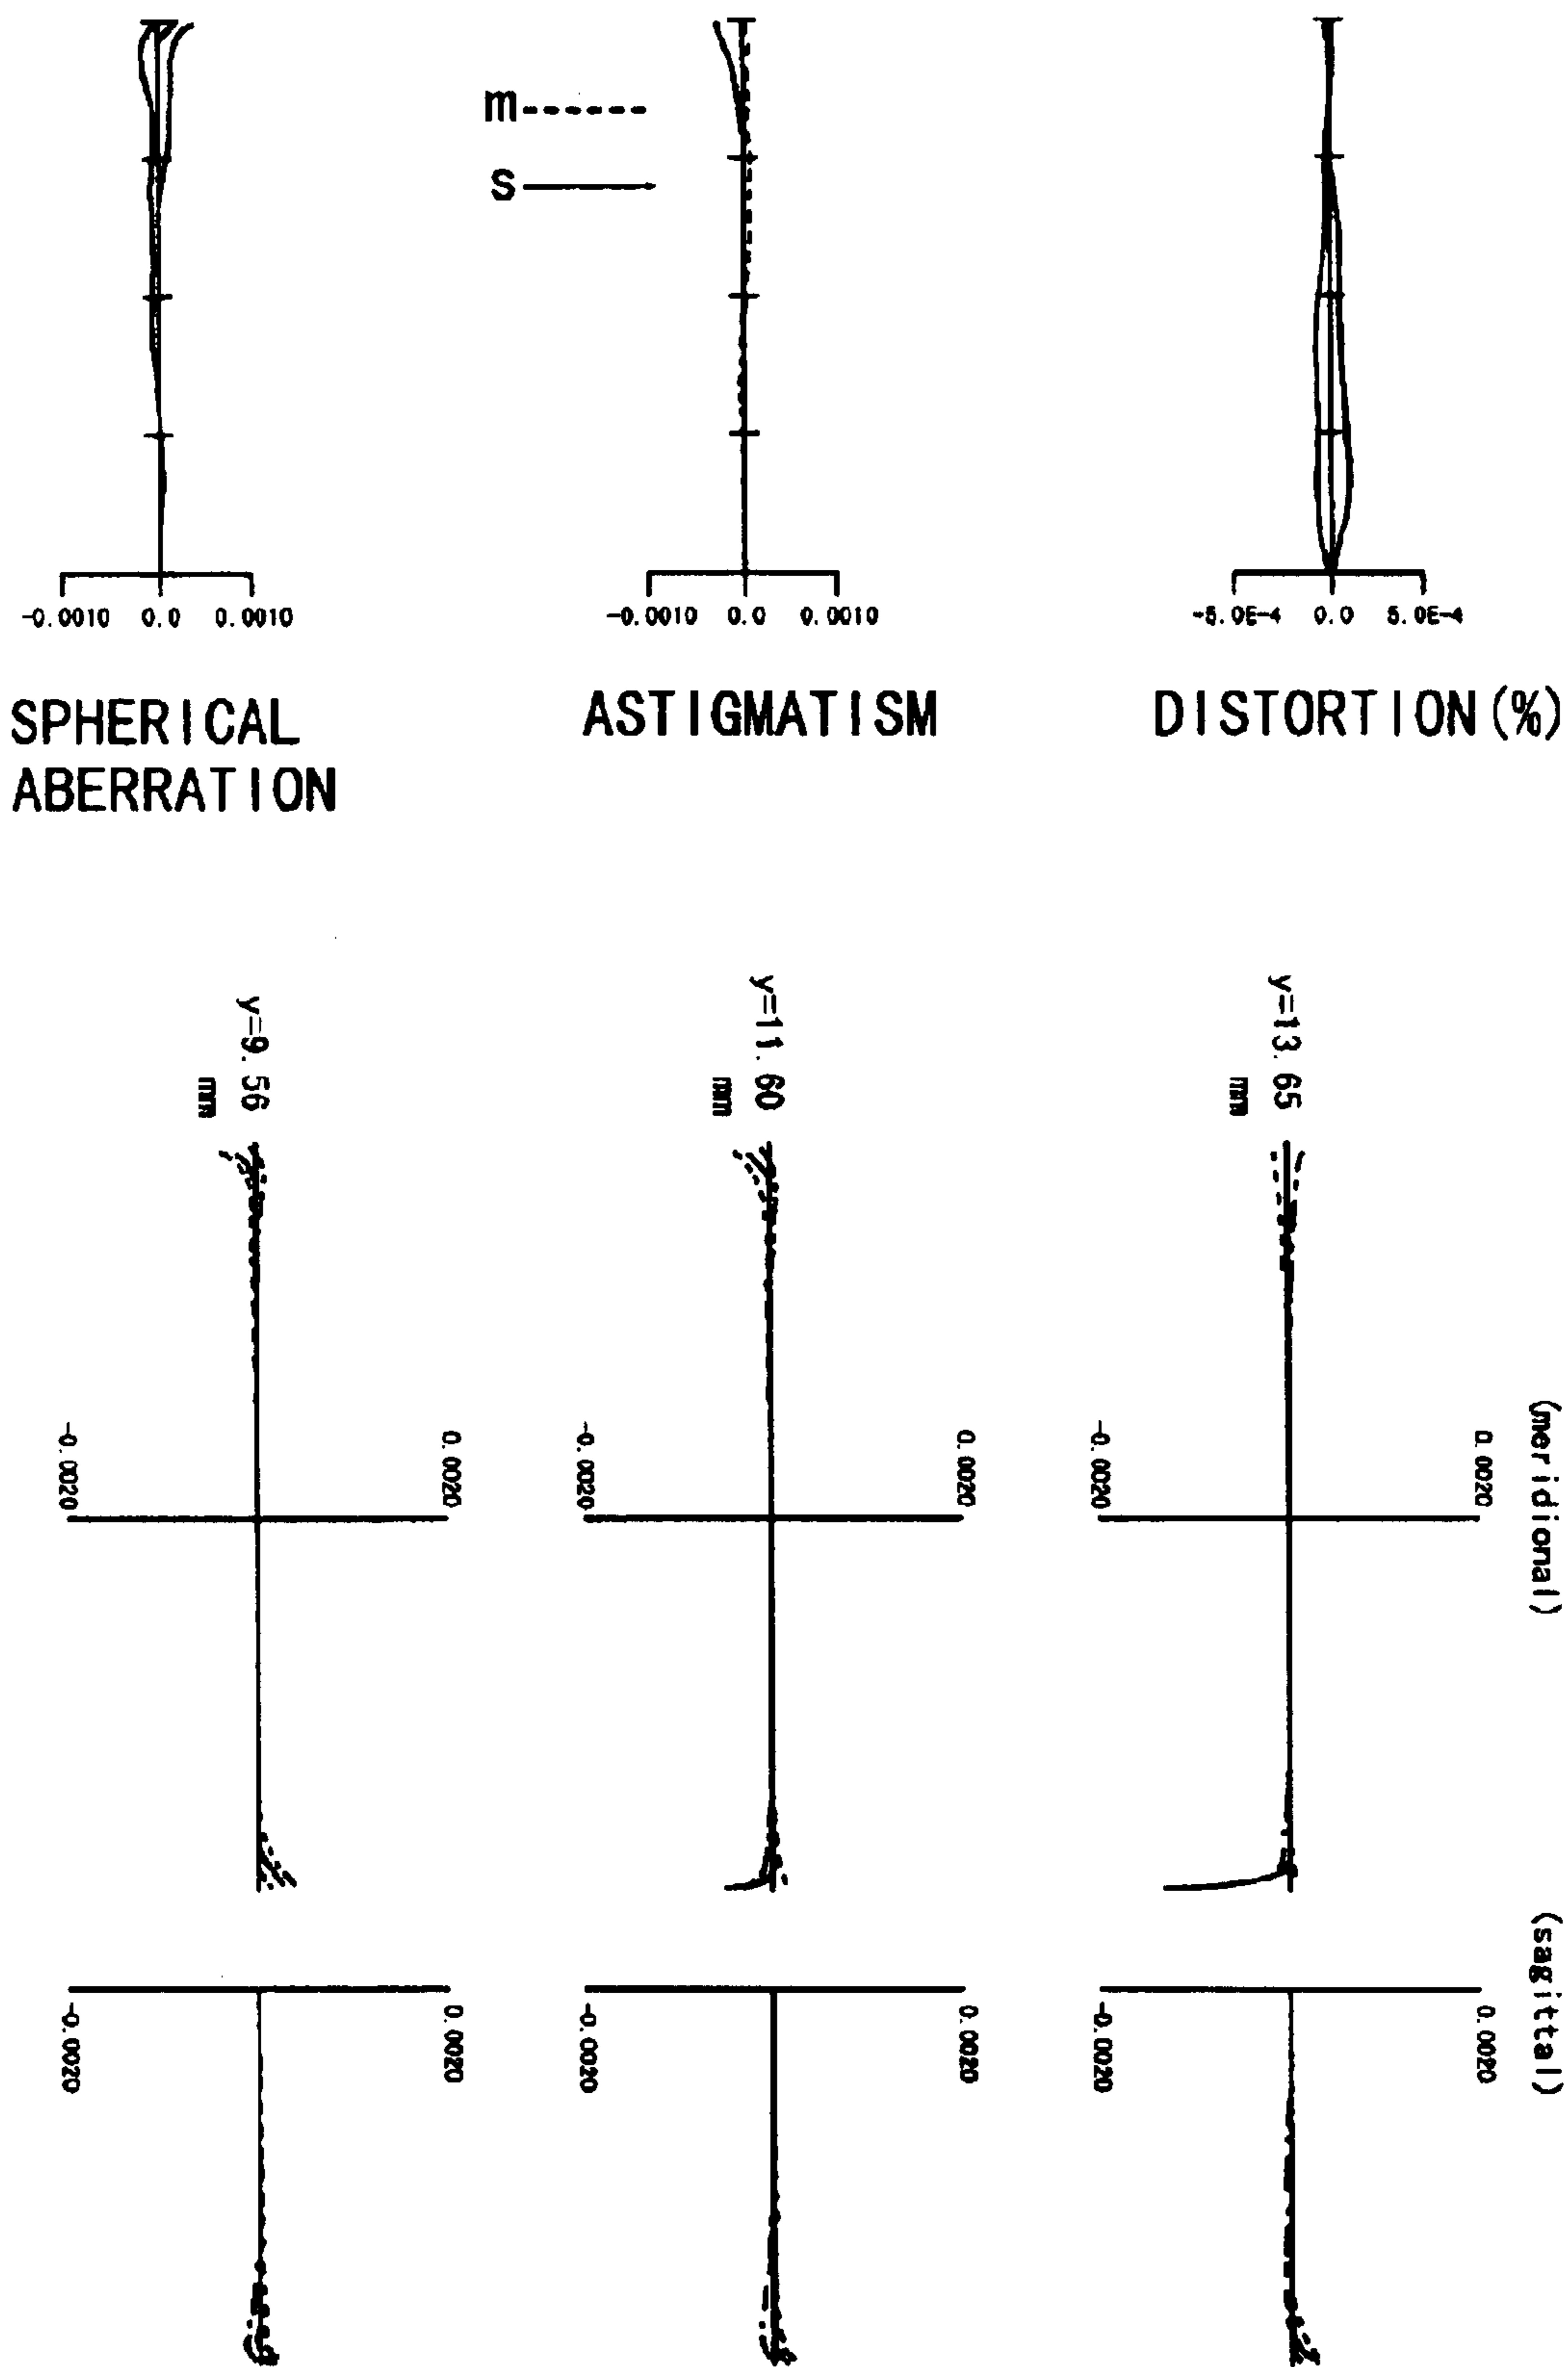 m
s
-0.0010 0.0 0.0010
-0.0010 0.0 0.0010
-5.0E-4 0.0 5.0E-4
SPHERICAL
ABERRATION
ASTIGMATISM
DISTORTION(%)
y=9.56
mm
y=11.60
mm
y=13.65
mm
-0.0020
0.0020
-0.0020
0.0020
-0.0020
0.0020
(meridional)
-0.0020
0.0020
-0.0020
0.0020
-0.0020
0.0020
(sagittal)